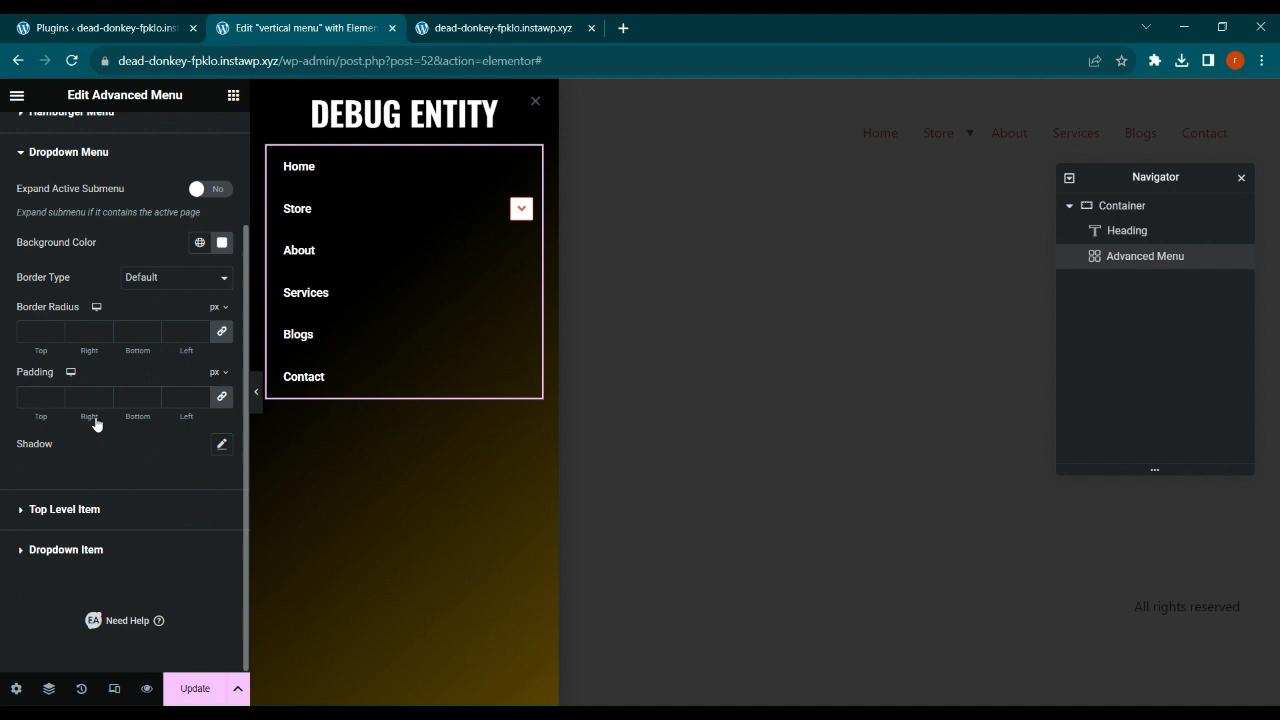 Plugins ‹ dead-donkey-fpklo.inst
Edit "vertical menu" with Elemen
dead-donkey-fpklo.instawp.xyz
dead-donkey-fpklo.instawp.xyz/wp-admin/post.php?post=52&action=elementor#
r
Edit Advanced Menu
Hamburger Menu
Dropdown Menu
Expand Active Submenu
No
Expand submenu if it contains the active page
Background Color
Border Type
Default
Border Radius
px
Top Right Bottom Left
Padding
px
Top Right Bottom Left
Shadow
Top Level Item
Dropdown Item
EA Need Help ?
Update
DEBUG ENTITY
Home
Store
About
Services
Blogs
Contact
Home Store About Services Blogs Contact
Navigator
Container
Heading
Advanced Menu
All rights reserved